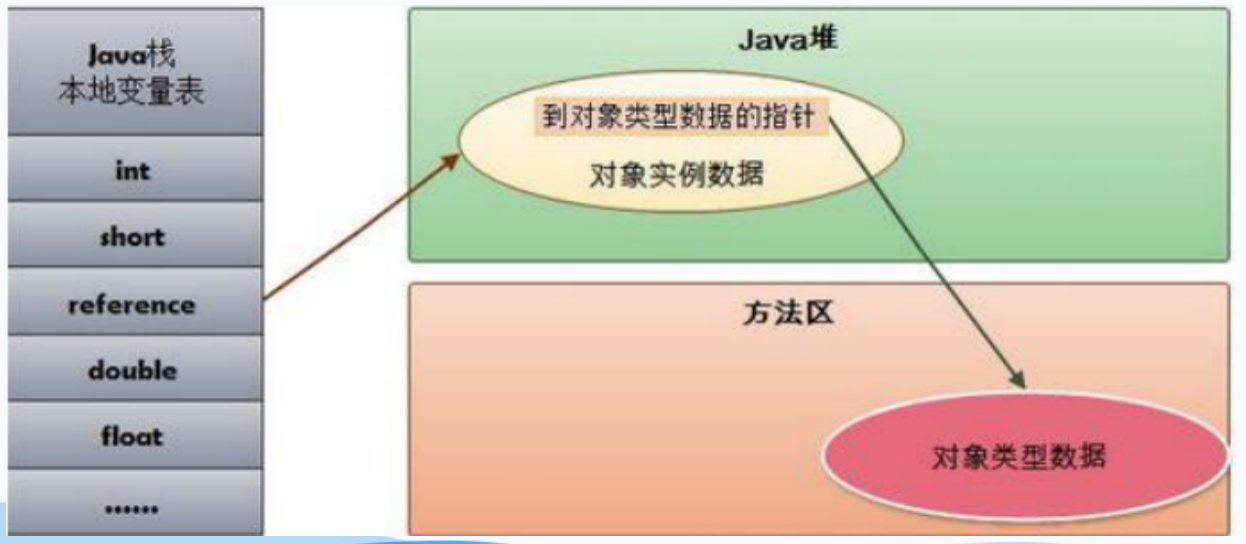 Java栈
本地变量表
int
short
reference
double
float
......
Java堆
到对象类型数据的指针
对象实例数据
方法区
对象类型数据